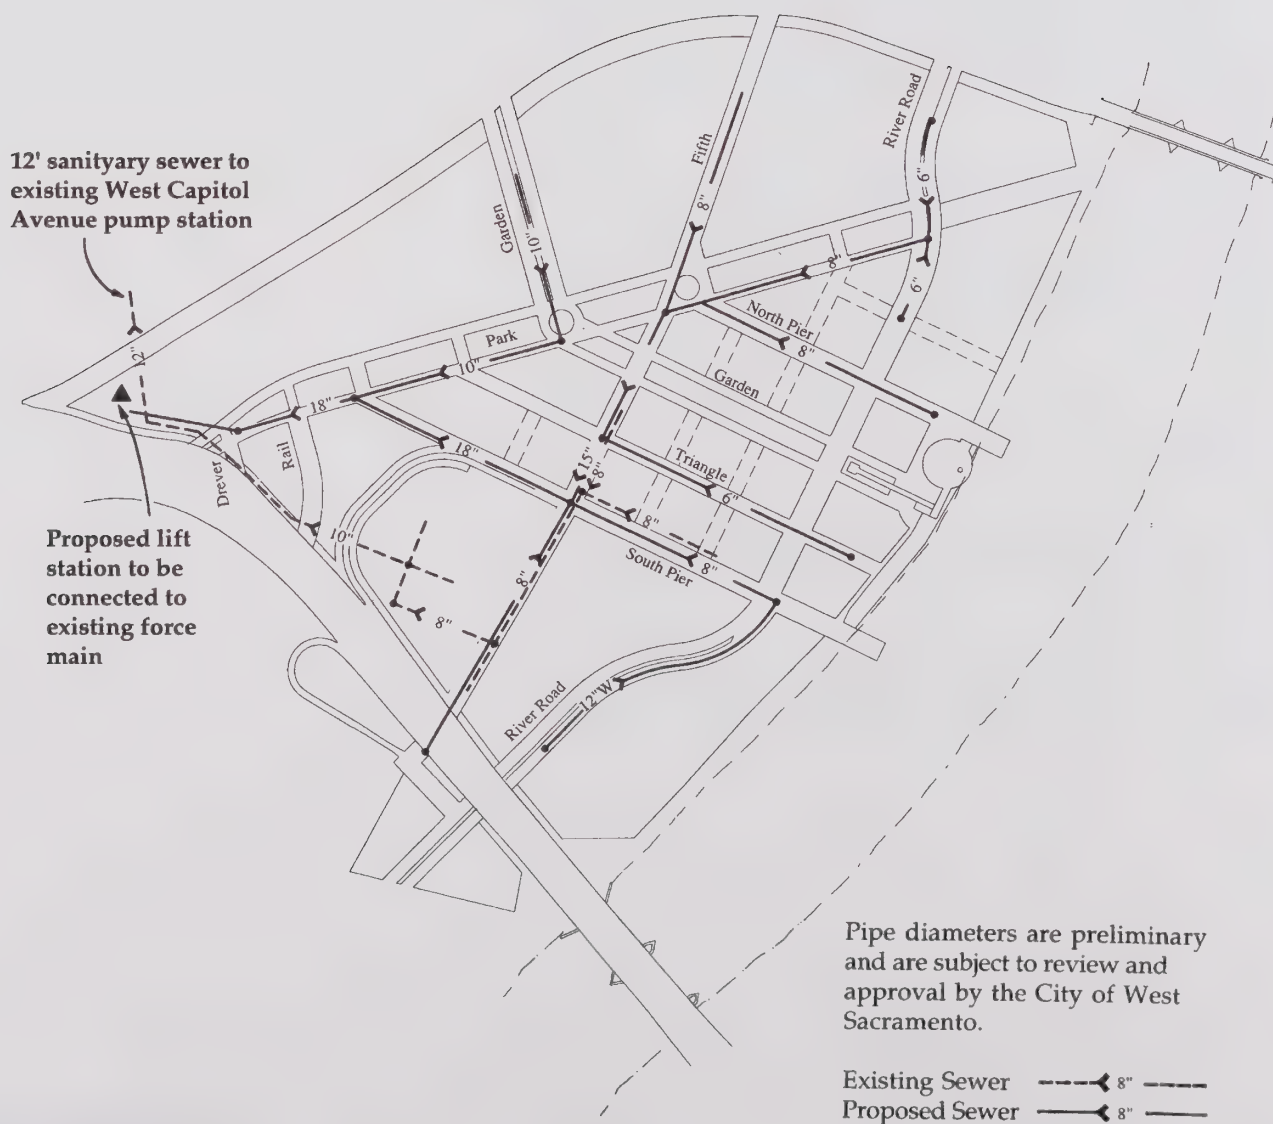 12' sanityary sewer to
existing West Capitol
Avenue pump station
Proposed lift
station to be
connected to
existing force
main
River Road
Fifth
8"
6"
Garden
10"
8"
6"
North Pier
8"
Park
10"
Garden
12"
18"
Rail
Drever
18"
15"
8"
Triangle
6"
8"
10"
South Pier
8"
8"
8"
River Road
12"W
Pipe diameters are preliminary
and are subject to review and
approval by the City of West
Sacramento.
Existing Sewer 8"
Proposed Sewer 8"